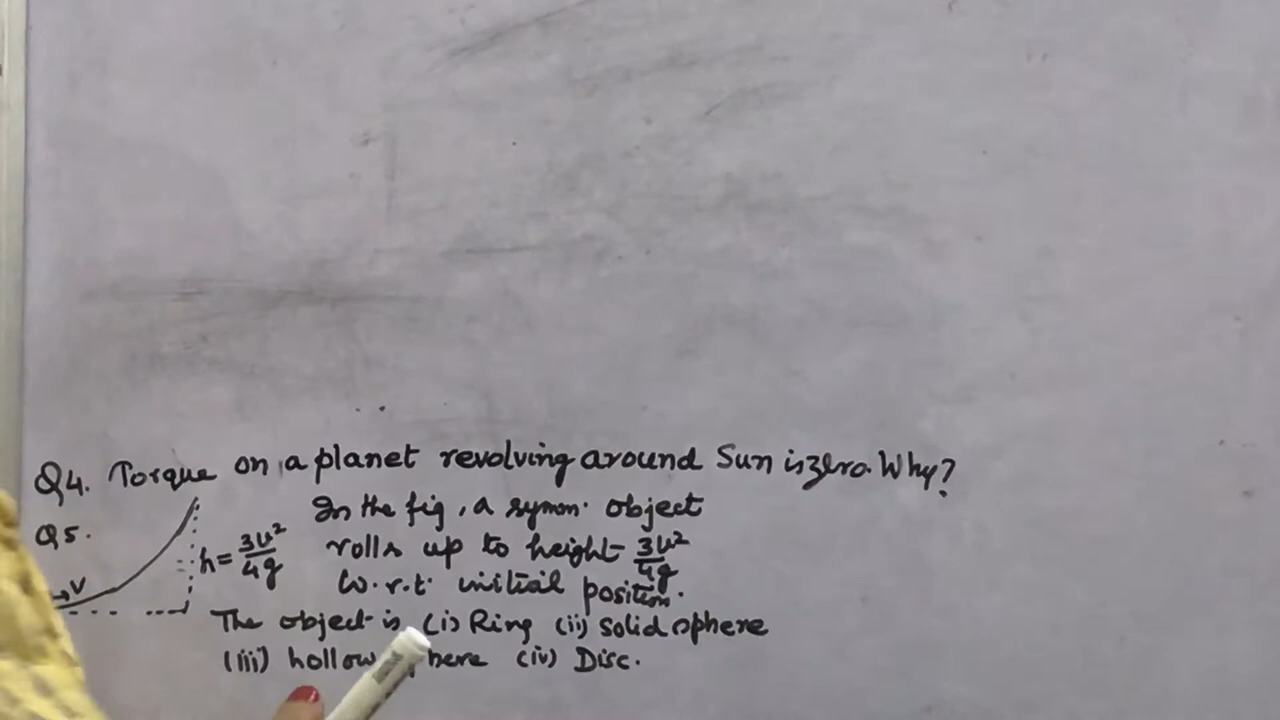 Q4. Torque on a planet revolving around Sun is zero. Why?
Q5. In the fig, a symm. object
h = 3v²/4g rolls up to height 3v²/4g
v w.r.t. initial position.
The object is (i) Ring (ii) Solid sphere
(iii) hollow (iv) Disc.